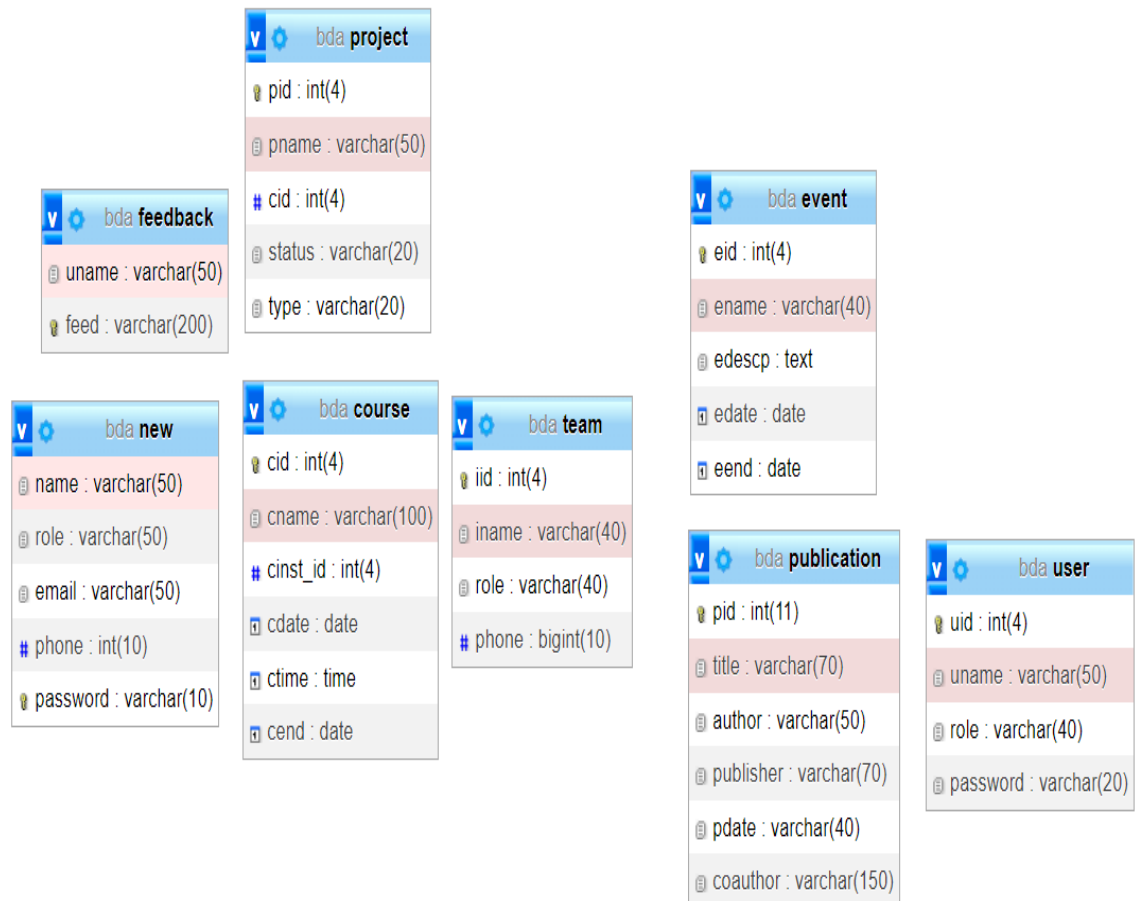 bda project
pid : int(4)
pname : varchar(50)
cid : int(4)
status : varchar(20)
type : varchar(20)
bda feedback
uname : varchar(50)
feed : varchar(200)
bda event
eid : int(4)
ename : varchar(40)
edescp : text
edate : date
eend : date
bda new
name : varchar(50)
role : varchar(50)
email : varchar(50)
# phone : int(10)
password : varchar(10)
bda course
cid : int(4)
cname : varchar(100)
# cinst_id : int(4)
cdate : date
ctime : time
cend : date
bda team
iid : int(4)
iname : varchar(40)
role : varchar(40)
# phone : bigint(10)
bda publication
pid : int(11)
title : varchar(70)
author : varchar(50)
publisher : varchar(70)
pdate : varchar(40)
coauthor : varchar(150)
bda user
uid : int(4)
uname : varchar(50)
role : varchar(40)
password : varchar(20)